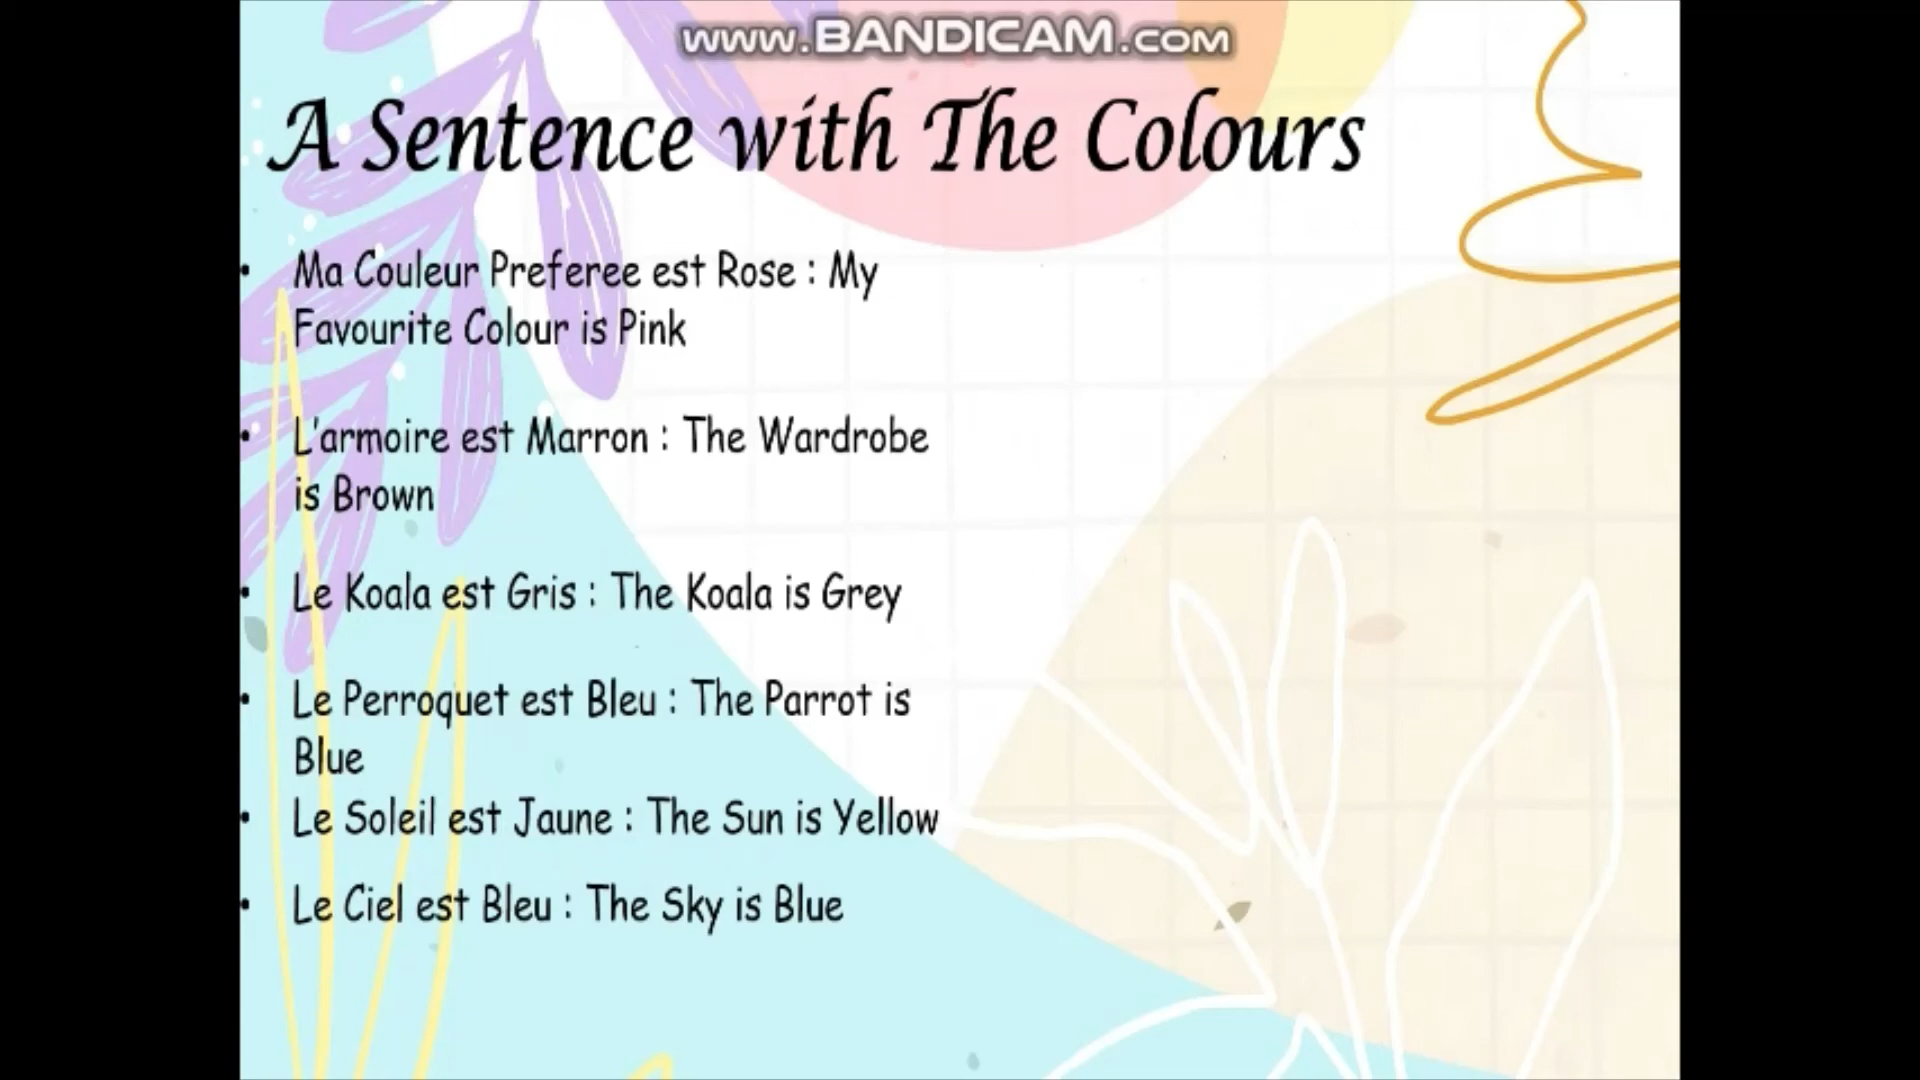 www.BANDICAM.com
A Sentence with The Colours
• Ma Couleur Preferee est Rose : My
Favourite Colour is Pink
• L'armoire est Marron : The Wardrobe
is Brown
• Le Koala est Gris : The Koala is Grey
• Le Perroquet est Bleu : The Parrot is
Blue
• Le Soleil est Jaune : The Sun is Yellow
• Le Ciel est Bleu : The Sky is Blue